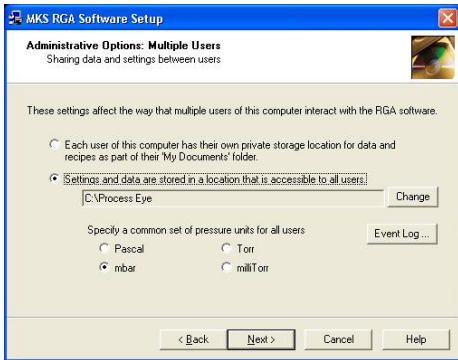 MKS RGA Software Setup
Administrative Options: Multiple Users
Sharing data and settings between users
These settings affect the way that multiple users of this computer interact with the RGA software.
Each user of this computer has their own private storage location for data and
recipes as part of their 'My Documents' folder.
Settings and data are stored in a location that is accessible to all users.
C:\Process Eye
Change
Specify a common set of pressure units for all users
Event Log ...
Pascal
Torr
mbar
milliTorr
< Back
Next >
Cancel
Help